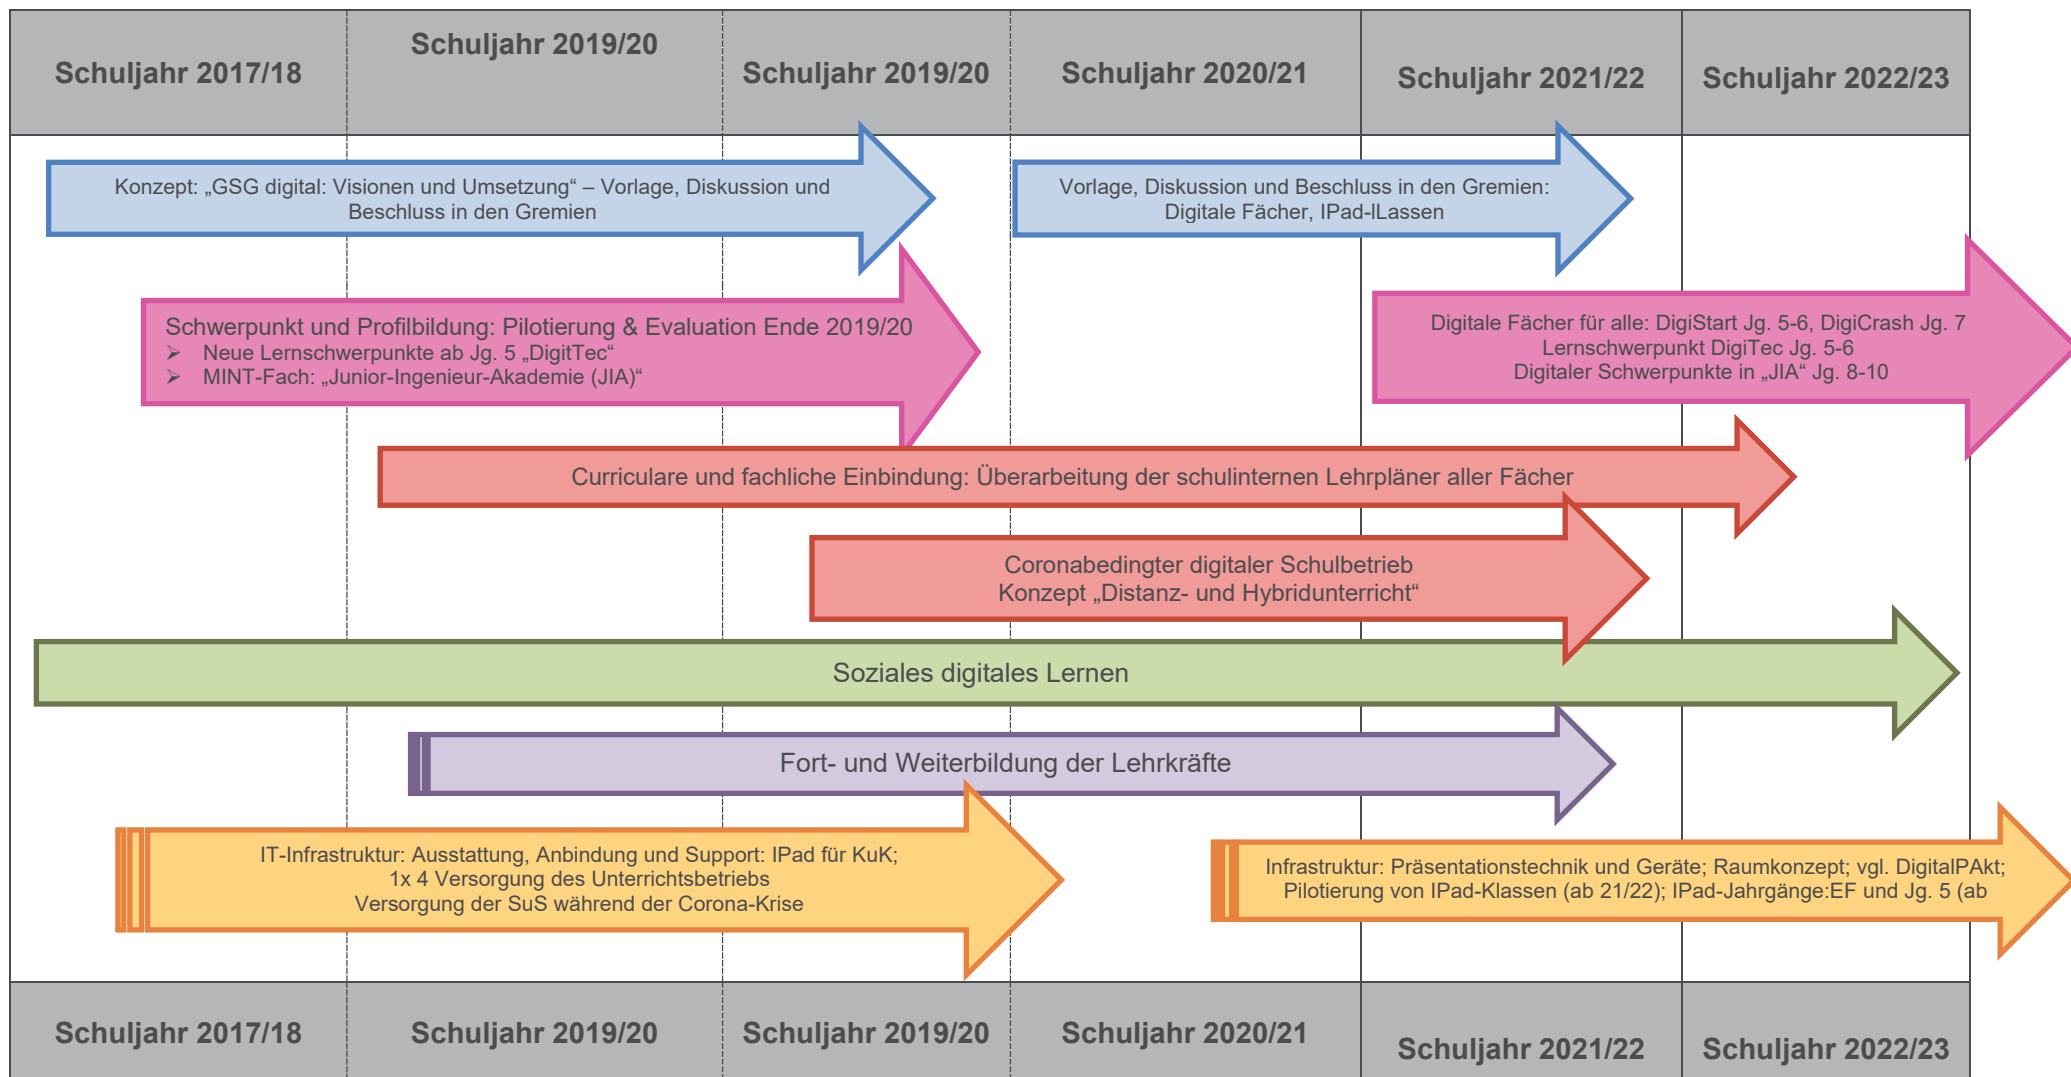 Schuljahr 2017/18
Schuljahr 2019/20
Schuljahr 2019/20
Schuljahr 2020/21
Schuljahr 2021/22
Schuljahr 2022/23
Konzept: „GSG digital: Visionen und Umsetzung“ – Vorlage, Diskussion und
Beschluss in den Gremien
Vorlage, Diskussion und Beschluss in den Gremien:
Digitale Fächer, IPad-lLassen
Schwerpunkt und Profilbildung: Pilotierung & Evaluation Ende 2019/20
➢ Neue Lernschwerpunkte ab Jg. 5 „DigitTec“
➢ MINT-Fach: „Junior-Ingenieur-Akademie (JIA)“
Digitale Fächer für alle: DigiStart Jg. 5-6, DigiCrash Jg. 7
Lernschwerpunkt DigiTec Jg. 5-6
Digitaler Schwerpunkte in „JIA“ Jg. 8-10
Curriculare und fachliche Einbindung: Überarbeitung der schulinternen Lehrpläner aller Fächer
Coronabedingter digitaler Schulbetrieb
Konzept „Distanz- und Hybridunterricht“
Soziales digitales Lernen
Fort- und Weiterbildung der Lehrkräfte
IT-Infrastruktur: Ausstattung, Anbindung und Support: IPad für KuK;
1x 4 Versorgung des Unterrichtsbetriebs
Versorgung der SuS während der Corona-Krise
Infrastruktur: Präsentationstechnik und Geräte; Raumkonzept; vgl. DigitalPAkt;
Pilotierung von IPad-Klassen (ab 21/22); IPad-Jahrgänge:EF und Jg. 5 (ab
Schuljahr 2017/18
Schuljahr 2019/20
Schuljahr 2019/20
Schuljahr 2020/21
Schuljahr 2021/22
Schuljahr 2022/23